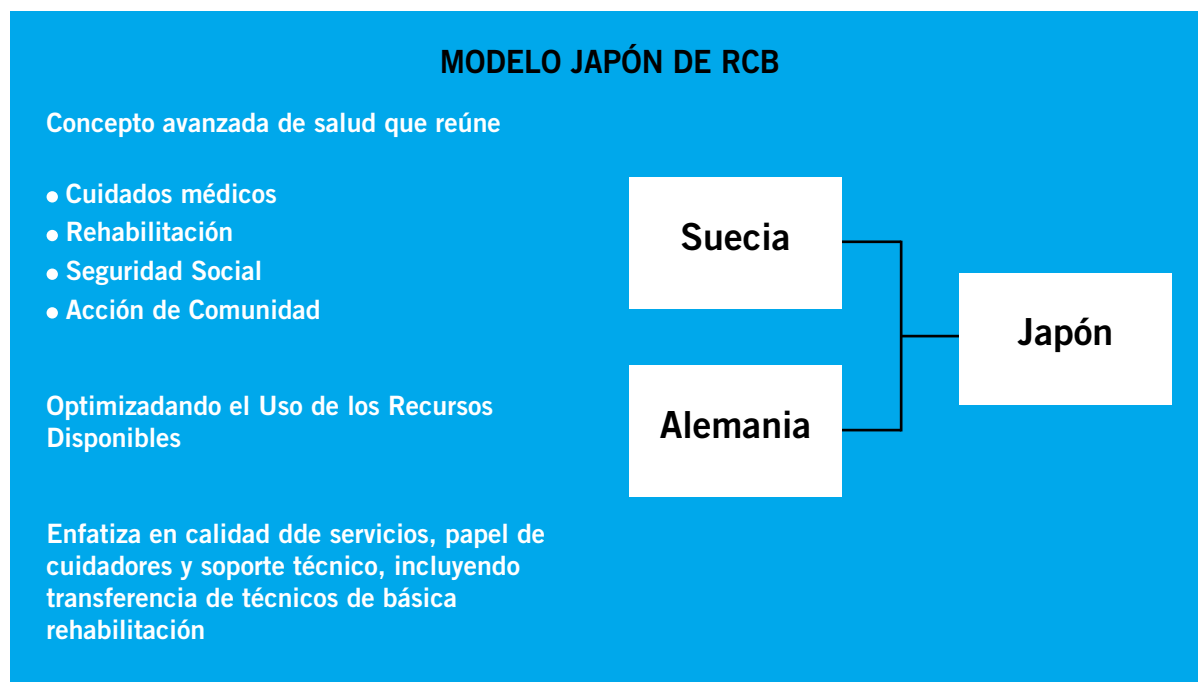 MODELO JAPÓN DE RCB
Concepto avanzada de salud que reúne
● Cuidados médicos
● Rehabilitación
● Seguridad Social
● Acción de Comunidad
Optimizadando el Uso de los Recursos
Disponibles
Enfatiza en calidad dde servicios, papel de
cuidadores y soporte técnico, incluyendo
transferencia de técnicos de básica
rehabilitación
Suecia
Alemania
Japón